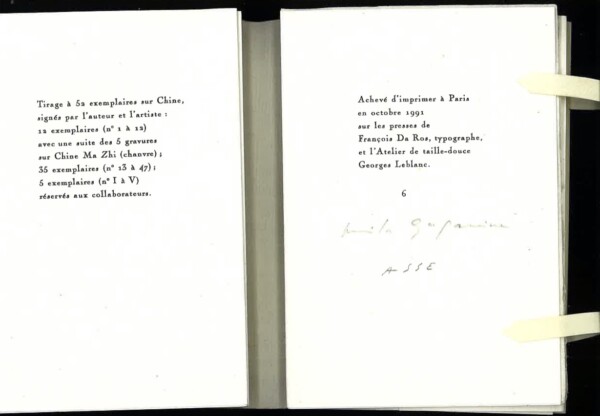 Tirage à 52 exemplaires sur Chine,
signés par l'auteur et l'artiste :
12 exemplaires (n° 1 à 12)
avec une suite des 5 gravures
sur Chine Ma Zhi (chanvre) ;
35 exemplaires (n° 13 à 47) ;
5 exemplaires (n° I à V)
réservés aux collaborateurs.
Achevé d'imprimer à Paris
en octobre 1991
sur les presses de
François Da Ros, typographe,
et l'Atelier de taille-douce
Georges Leblanc.
6
ASSE